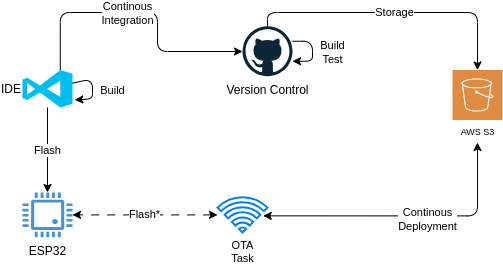 Continous
Integration
Storage
Build
Test
IDE
Build
Version Control
AWS S3
Flash
Flash*
Continous
Deployment
ESP32
OTA
Task